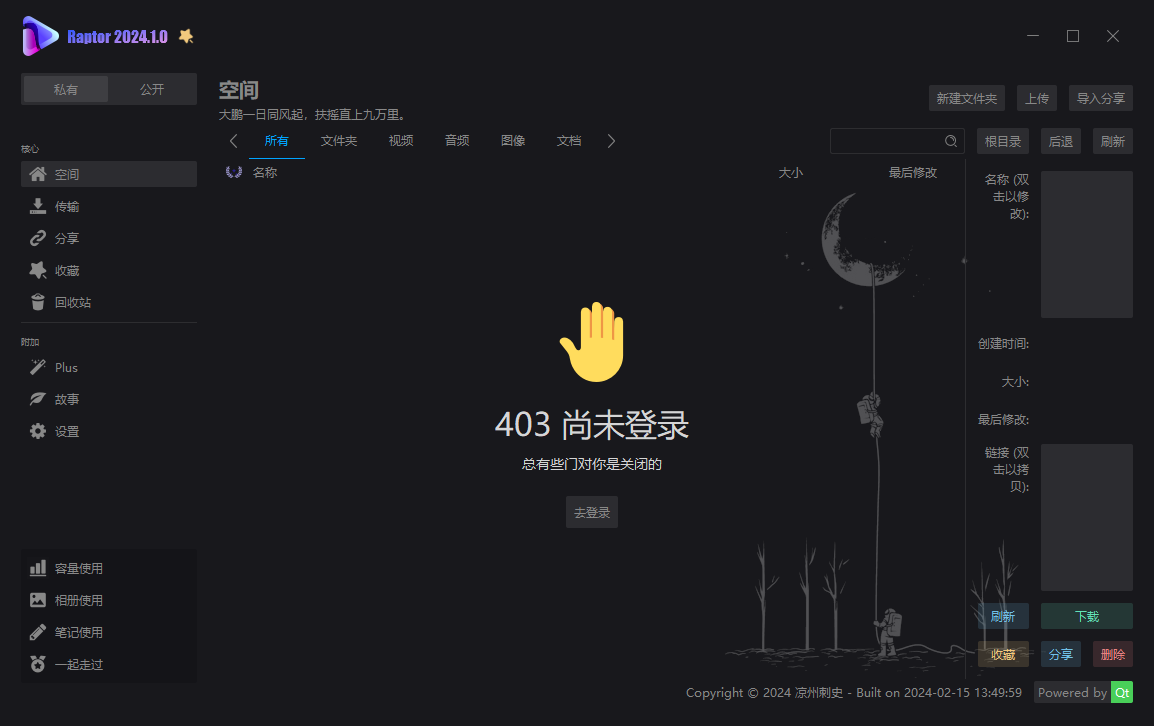 Raptor 2024.1.0
私有
公开
空间
大鹏一日同风起，扶摇直上九万里。
新建文件夹
上传
导入分享
核心
空间
传输
分享
收藏
回收站
附加
Plus
故事
设置
容量使用
相册使用
笔记使用
一起走过
所有
文件夹
视频
音频
图像
文档
根目录
后退
刷新
名称
大小
最后修改
403 尚未登录
总有些门对你是关闭的
去登录
名称 (双
击以修
改):
创建时间:
大小:
最后修改:
链接 (双
击以拷
贝):
刷新
下载
收藏
分享
删除
Copyright © 2024 凉州刺史 - Built on 2024-02-15 13:49:59
Powered by Qt